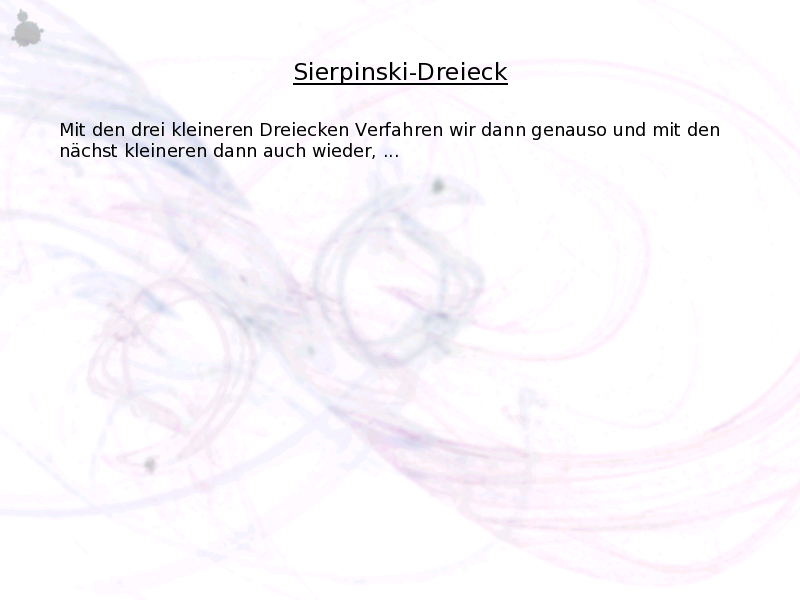 Sierpinski-Dreieck
Mit den drei kleineren Dreiecken Verfahren wir dann genauso und mit den
nächst kleineren dann auch wieder, ...